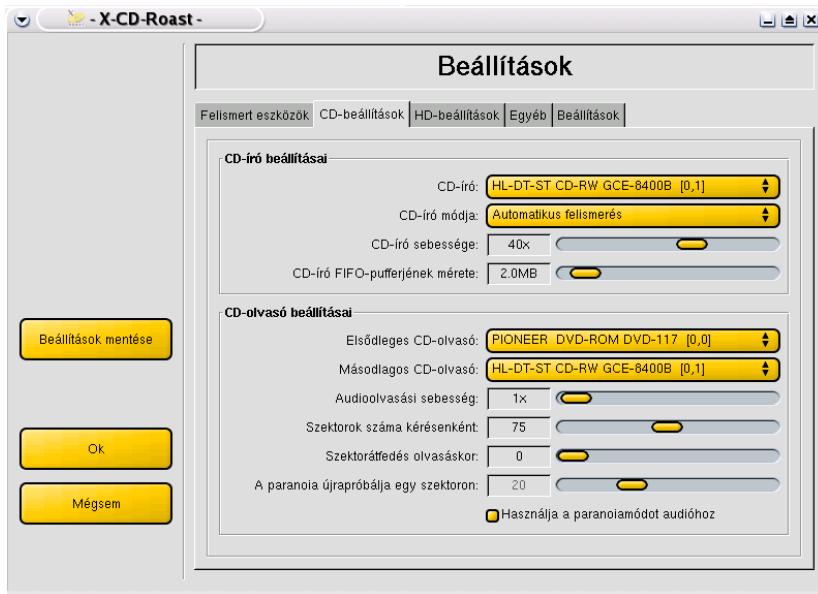 - X-CD-Roast -
Beállítások
Felismert eszközök CD-beállítások HD-beállítások Egyéb Beállítások
CD-író beállításai
CD-író: HL-DT-ST CD-RW GCE-8400B [0,1]
CD-író módja: Automatikus felismerés
CD-író sebessége: 40x
CD-író FIFO-pufferjének mérete: 2.0MB
CD-olvasó beállításai
Elsődleges CD-olvasó: PIONEER DVD-ROM DVD-117 [0,0]
Másodlagos CD-olvasó: HL-DT-ST CD-RW GCE-8400B [0,1]
Audioolvasási sebesség: 1x
Szektorok száma kérésenként: 75
Szektorátfedés olvasáskor: 0
A paranoia újrapróbálja egy szektoron: 20
Használja a paranoiamódot audióhoz
Beállítások mentése
Ok
Mégsem